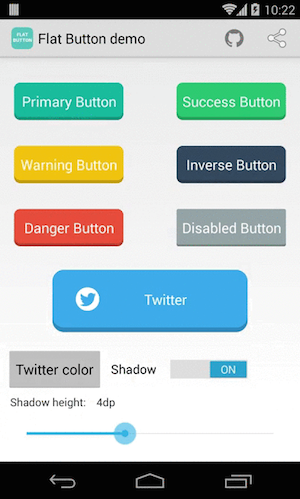 10:22
FLAT
BUTTON
Flat Button demo
Primary Button
Success Button
Warning Button
Inverse Button
Danger Button
Disabled Button
Twitter
Twitter color
Shadow
ON
Shadow height: 4dp